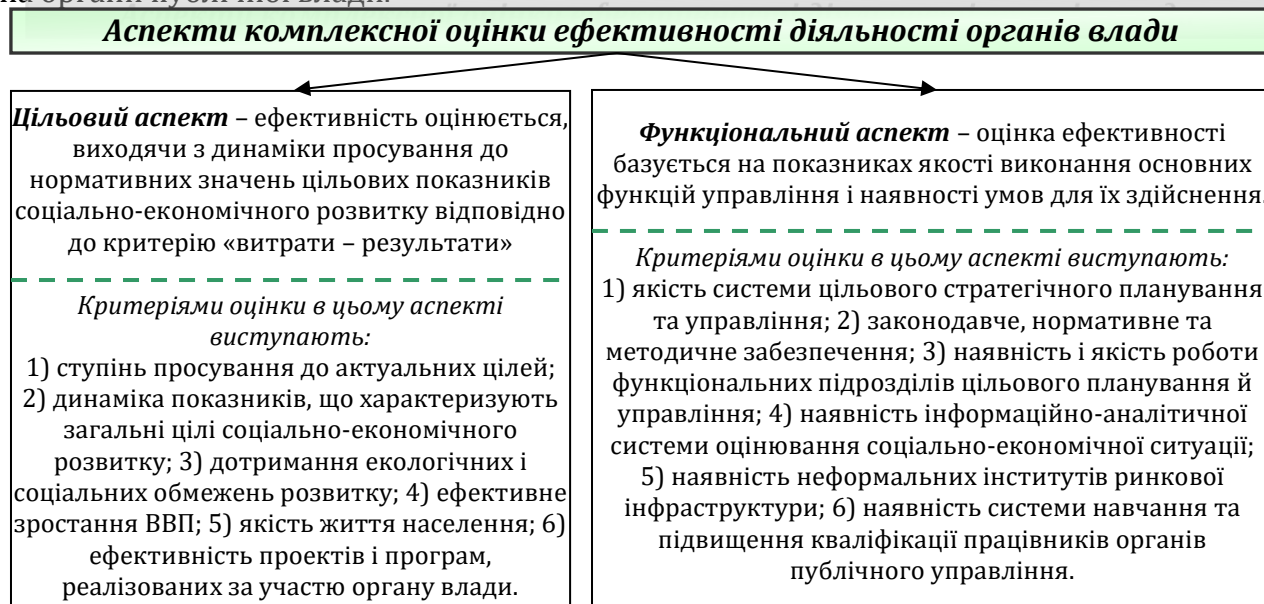 на органи публічної влади.
Аспекти комплексної оцінки ефективності діяльності органів влади
Цільовий аспект – ефективність оцінюється,
виходячи з динаміки просування до
нормативних значень цільових показників
соціально-економічного розвитку відповідно
до критерію «витрати – результати»
Критеріями оцінки в цьому аспекті
виступають:
1) ступінь просування до актуальних цілей;
2) динаміка показників, що характеризують
загальні цілі соціально-економічного
розвитку; 3) дотримання екологічних і
соціальних обмежень розвитку; 4) ефективне
зростання ВВП; 5) якість життя населення; 6)
ефективність проектів і програм,
реалізованих за участю органу влади.
Функціональний аспект – оцінка ефективності
базується на показниках якості виконання основних
функцій управління і наявності умов для їх здійснення.
Критеріями оцінки в цьому аспекті виступають:
1) якість системи цільового стратегічного планування
та управління; 2) законодавче, нормативне та
методичне забезпечення; 3) наявність і якість роботи
функціональних підрозділів цільового планування й
управління; 4) наявність інформаційно-аналітичної
системи оцінювання соціально-економічної ситуації;
5) наявність неформальних інститутів ринкової
інфраструктури; 6) наявність системи навчання та
підвищення кваліфікації працівників органів
публічного управління.